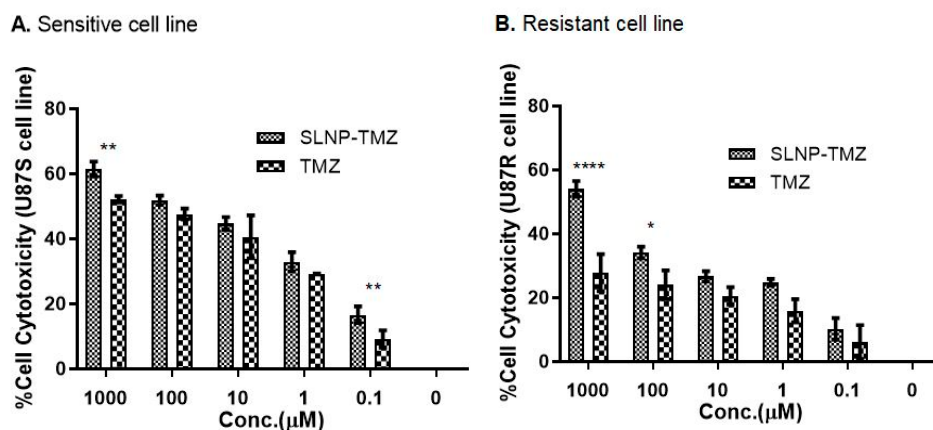 A. Sensitive cell line
%Cell Cytotoxicity (U87S cell line)
80
60
40
20
0
**
**
SLNP-TMZ
TMZ
1000 100 10 1 0.1 0
Conc.(μM)
B. Resistant cell line
%Cell Cytotoxicity (U87R cell line)
80
60
40
20
0
****
*
SLNP-TMZ
TMZ
1000 100 10 1 0.1 0
Conc.(μM)